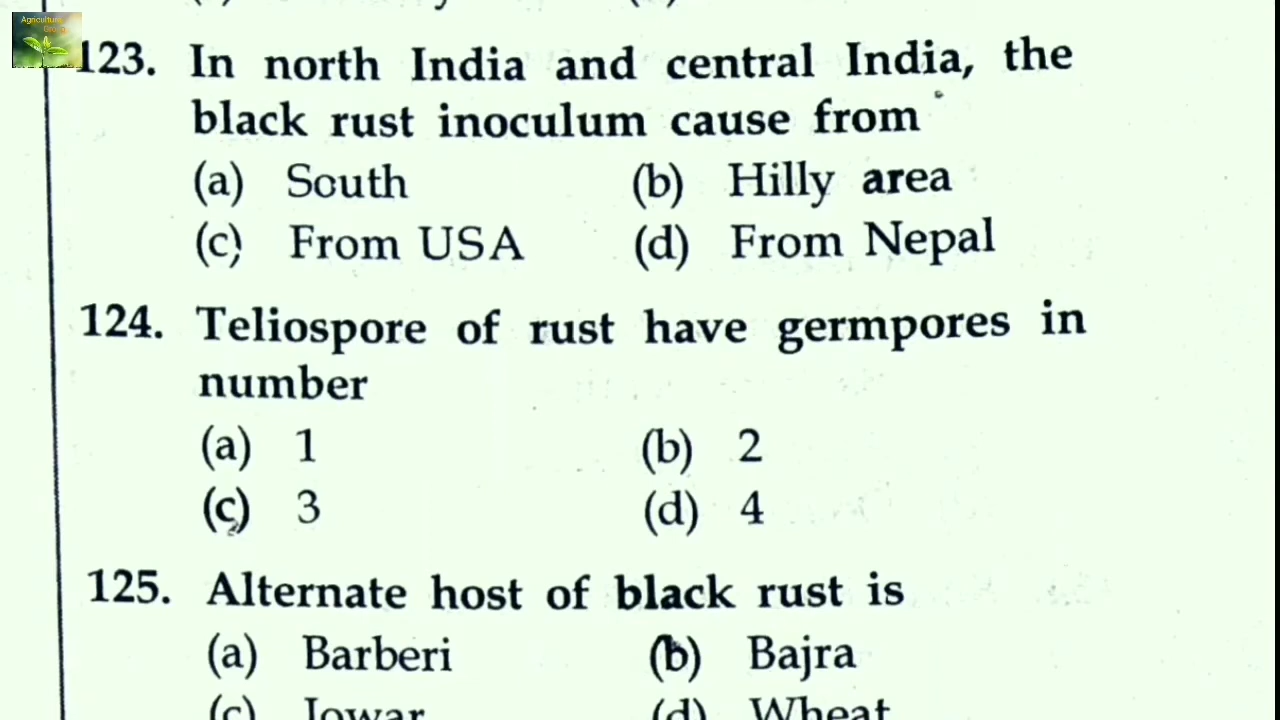 Agriculture
Group
123. In north India and central India, the
black rust inoculum cause from
(a) South (b) Hilly area
(c) From USA (d) From Nepal
124. Teliospore of rust have germpores in
number
(a) 1 (b) 2
(c) 3 (d) 4
125. Alternate host of black rust is
(a) Barberi (b) Bajra
(c) Jowar (d) Wheat